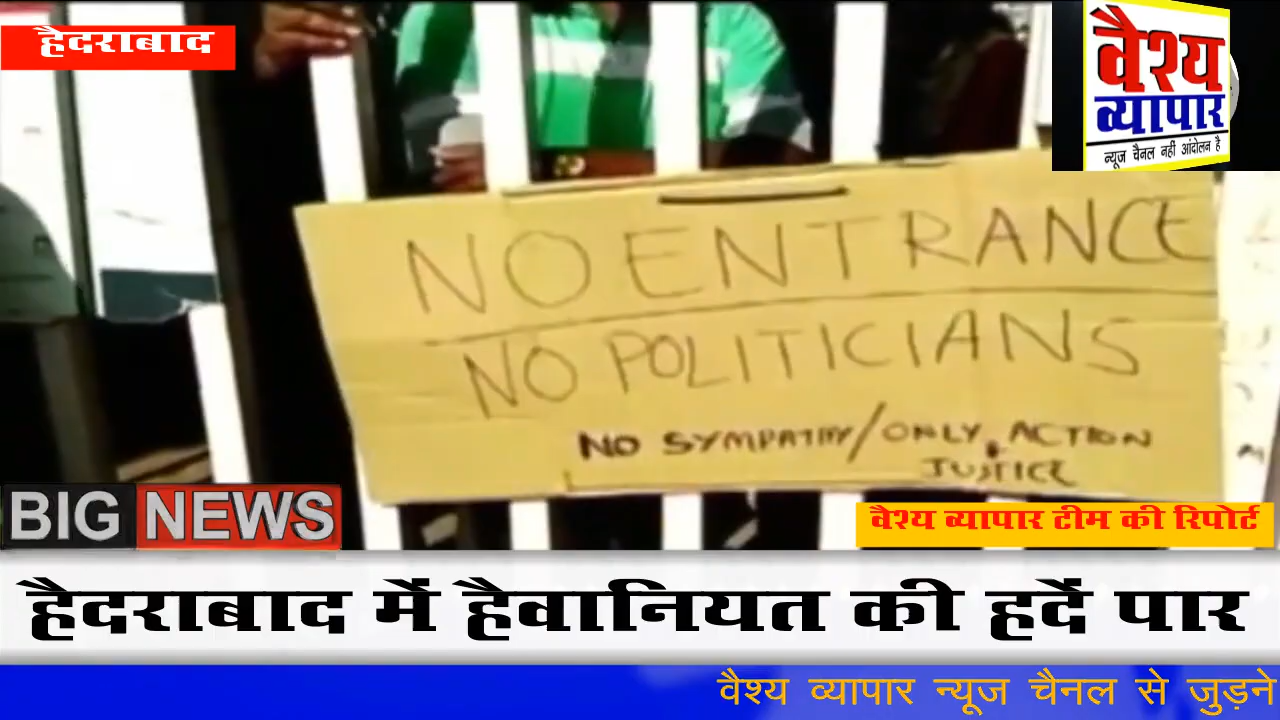 हैदराबाद
वैश्य
व्यापार
न्यूज चैनल नहीं आंदोलन है
NO ENTRANCE
NO POLITICIANS
NO SYMPATHY/ONLY ACTION
& JUSTICE
BIG NEWS
वैश्य व्यापार टीम की रिपोर्ट
हैदराबाद में हैवानियत की हदें पार
वैश्य व्यापार न्यूज चैनल से जुड़ने